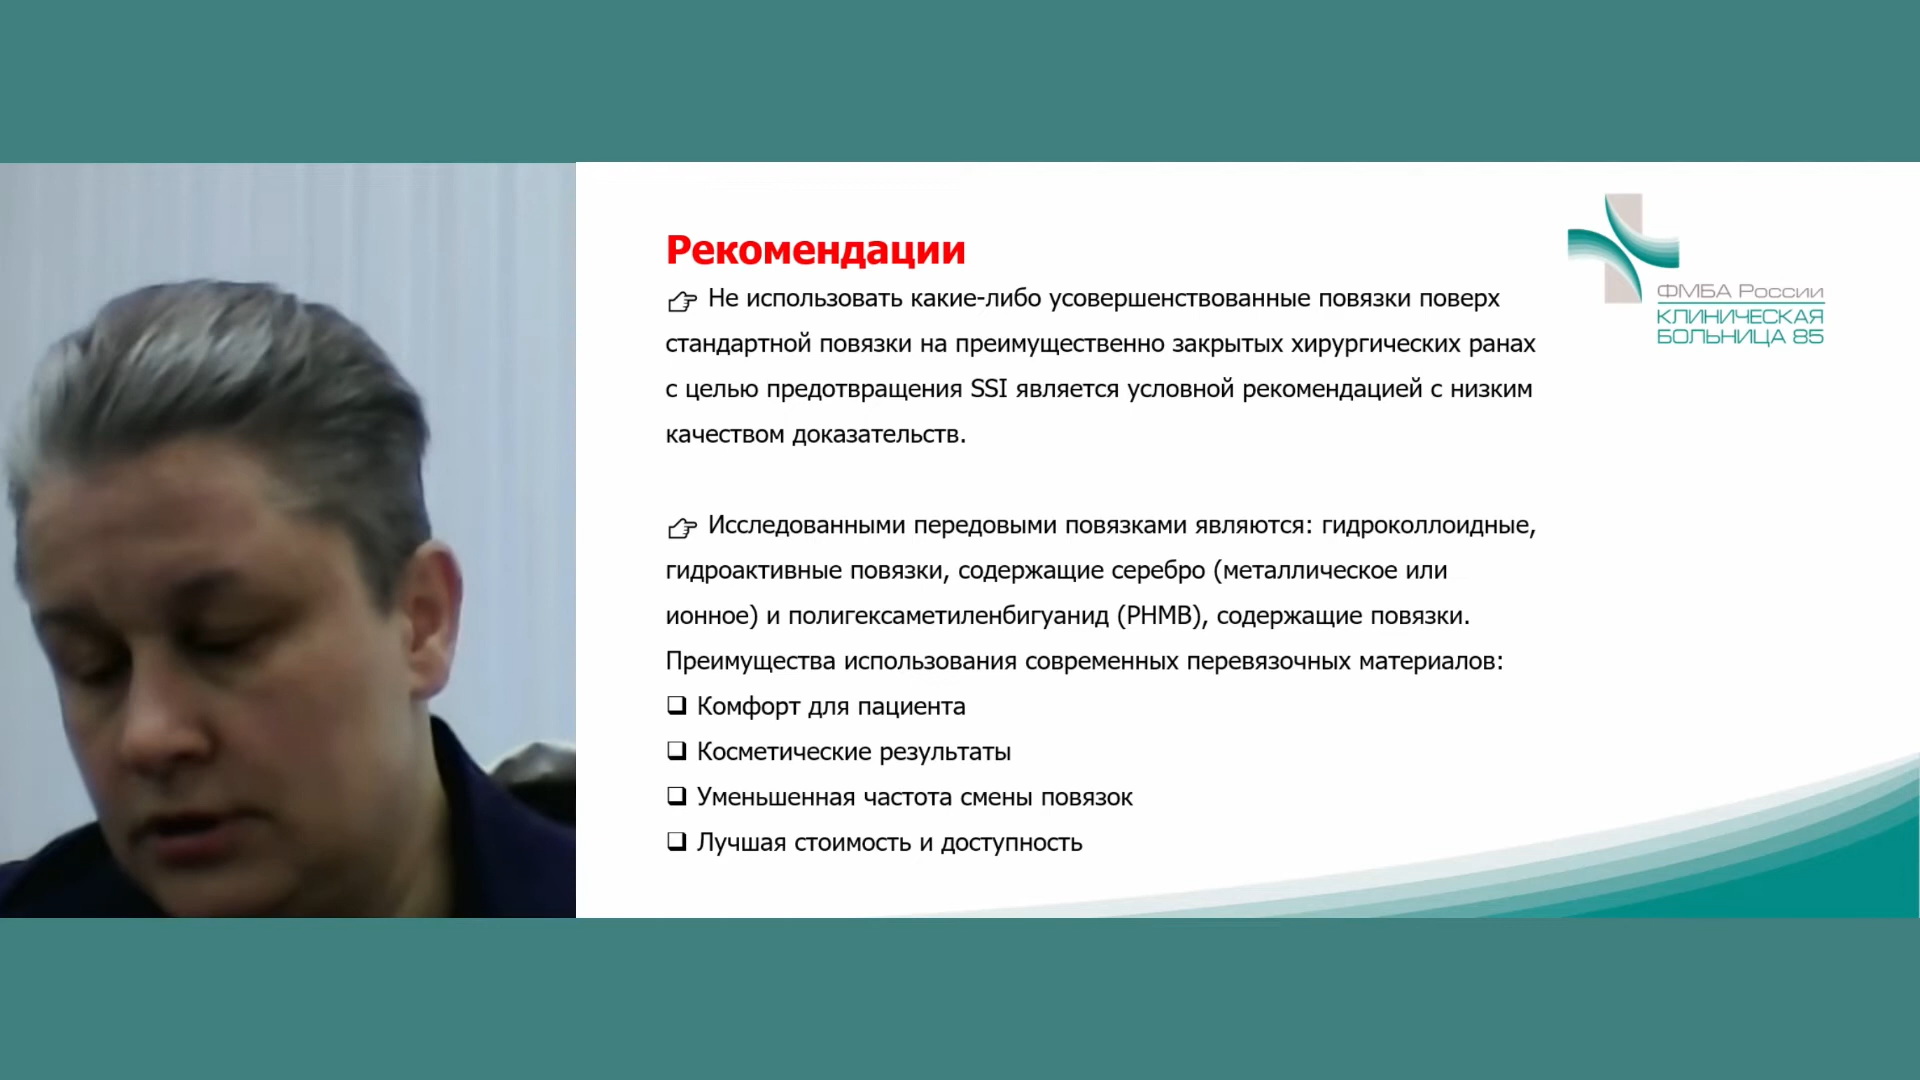 Рекомендации
Не использовать какие-либо усовершенствованные повязки поверх
стандартной повязки на преимущественно закрытых хирургических ранах
с целью предотвращения SSI является условной рекомендацией с низким
качеством доказательств.
Исследованными передовыми повязками являются: гидроколлоидные,
гидроактивные повязки, содержащие серебро (металлическое или
ионное) и полигексаметиленбигуанид (PHMB), содержащие повязки.
Преимущества использования современных перевязочных материалов:
Комфорт для пациента
Косметические результаты
Уменьшенная частота смены повязок
Лучшая стоимость и доступность
ФМБА России
КЛИНИЧЕСКАЯ
БОЛЬНИЦА 85